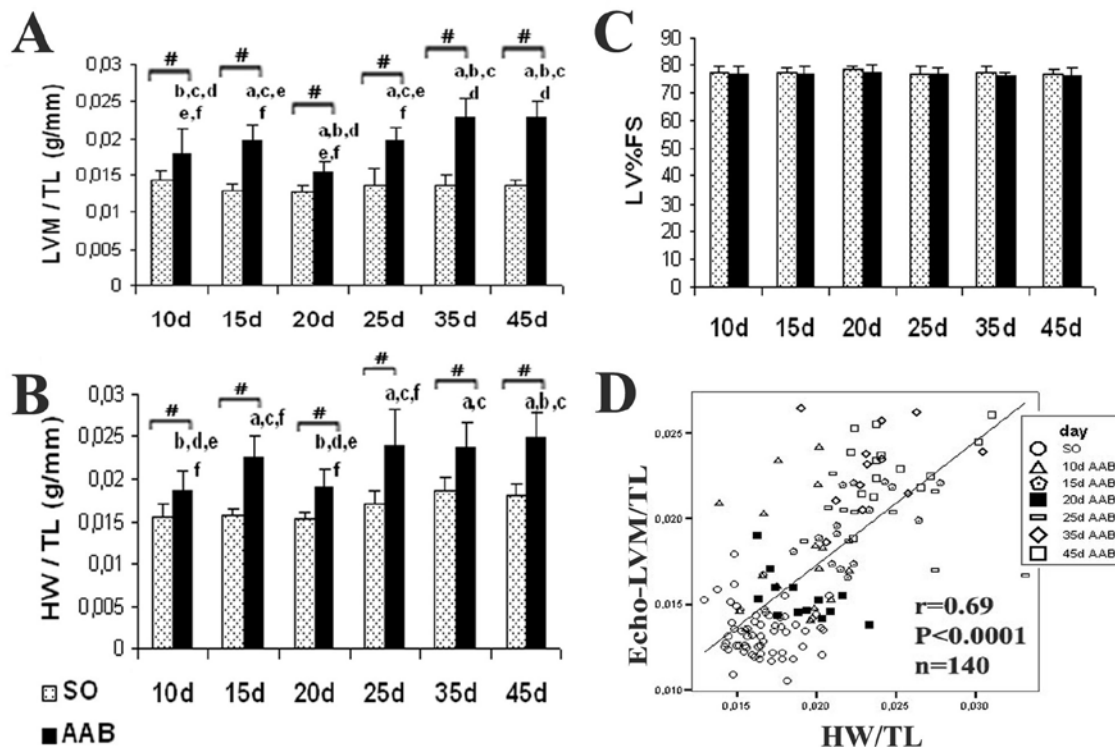 A
LVM / TL (g/mm)
0,03
0,025
0,02
0,015
0,01
0,005
0
# # # # # #
b,c,d
e,f
a,c,e
f
a,b,d
e,f
a,c,e
f
a,b,c
d
a,b,c
d
10d 15d 20d 25d 35d 45d
B
HW / TL (g/mm)
0,03
0,025
0,02
0,015
0,01
0,005
0
# # # # # #
b,d,e
f
a,c,f
b,d,e
f
a,c,f
a,c
a,b,c
10d 15d 20d 25d 35d 45d
SO
AAB
C
LV%FS
90
80
70
60
50
40
30
20
10
0
10d 15d 20d 25d 35d 45d
D
Echo-LVM/TL
0,025
0,020
0,015
0,010
day
SO
10d AAB
15d AAB
20d AAB
25d AAB
35d AAB
45d AAB
r=0.69
P<0.0001
n=140
0,015 0,020 0,025 0,030
HW/TL